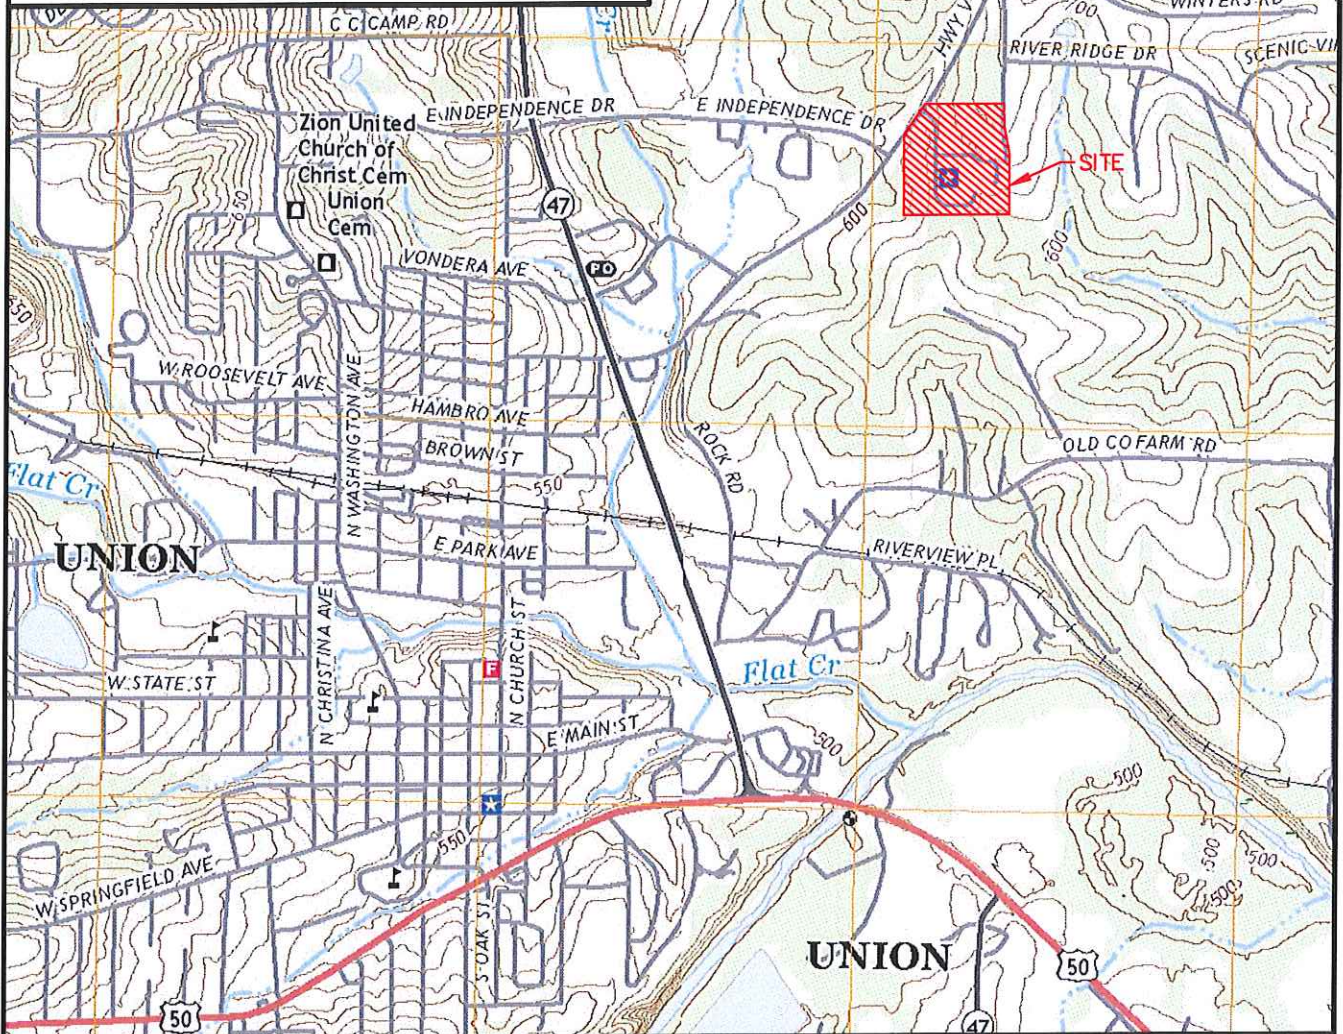 C C CAMP RD
HWY V
WINTERS RD
RIVER RIDGE DR
SCENIC VI
E INDEPENDENCE DR
E INDEPENDENCE DR
Zion United
Church of
Christ Cem
Union
Cem
SITE
47
600
650
600
VONDERA AVE
PO
W ROOSEVELT AVE
N WASHINGTON AVE
HAMBRO AVE
BROWN ST
ROCK RD
OLD CO FARM RD
Flat Cr
550
UNION
E PARK AVE
RIVERVIEW PL
N CHRISTINA AVE
N CHURCH ST
F
Flat Cr
W STATE ST
E MAIN ST
500
500
550
500
500
500
W SPRINGFIELD AVE
S OAK ST
UNION
50
50
47